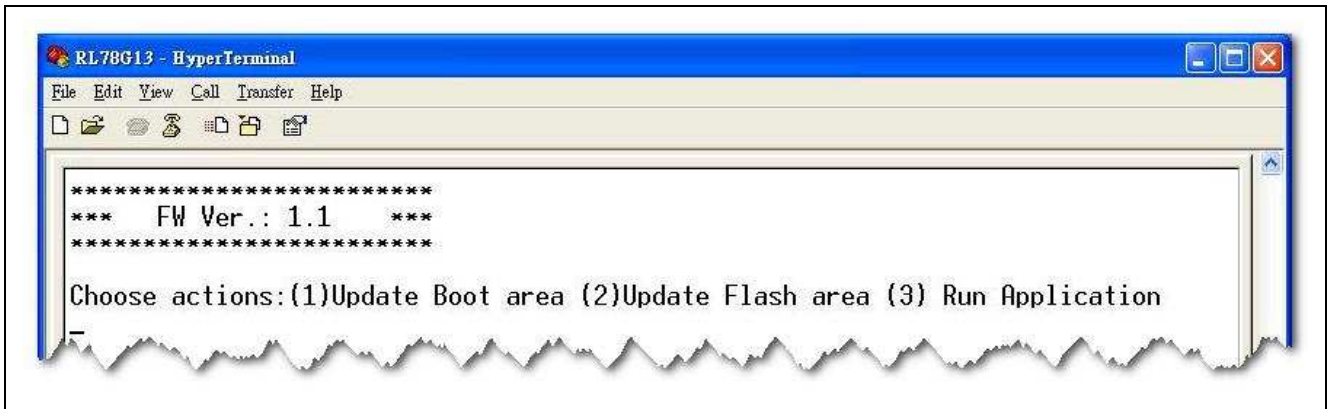 RL78G13 - HyperTerminal
File Edit View Call Transfer Help
*************************
***   FW Ver.: 1.1    ***
*************************
Choose actions:(1)Update Boot area (2)Update Flash area (3) Run Application
_